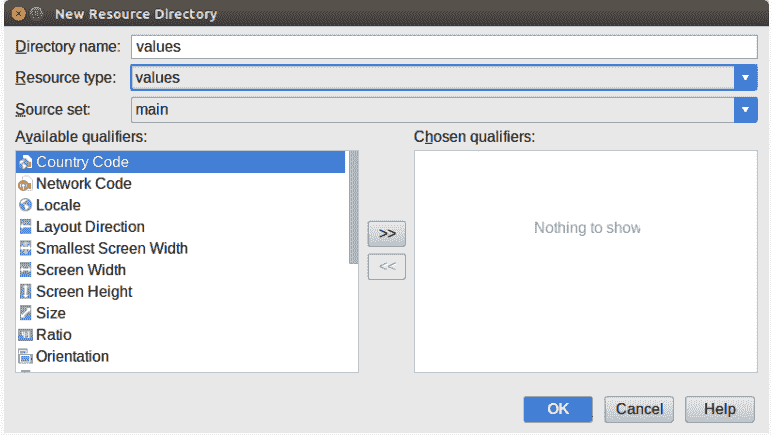 New Resource Directory
Directory name: values
Resource type: values
Source set: main
Available qualifiers:
Country Code
Network Code
Locale
Layout Direction
Smallest Screen Width
Screen Width
Screen Height
Size
Ratio
Orientation
>>
<<
Chosen qualifiers:
Nothing to show
OK Cancel Help